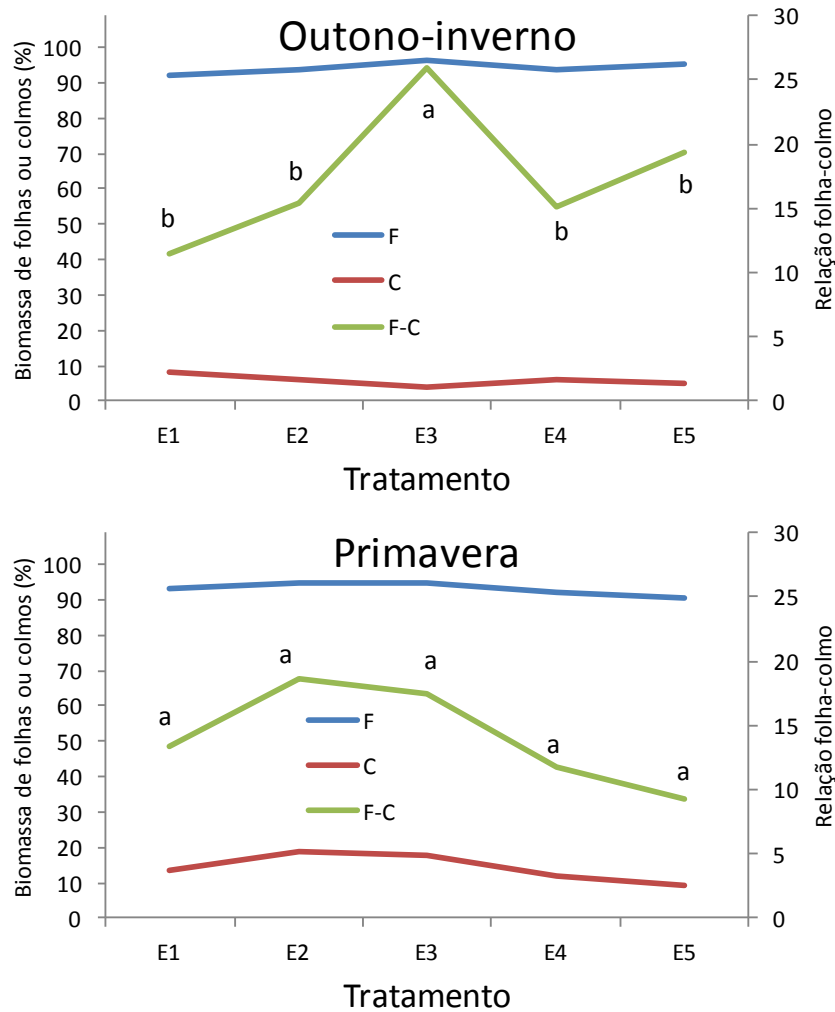 Outono-inverno
Biomassa de folhas ou colmos (%)
100
90
80
70
60
50
40
30
20
10
0
30
25
20
15
10
5
0
Relação folha-colmo
b
b
a
b
b
F
C
F-C
E1 E2 E3 E4 E5
Tratamento
Primavera
Biomassa de folhas ou colmos (%)
100
90
80
70
60
50
40
30
20
10
0
30
25
20
15
10
5
0
Relação folha-colmo
a
a
a
a
a
F
C
F-C
E1 E2 E3 E4 E5
Tratamento